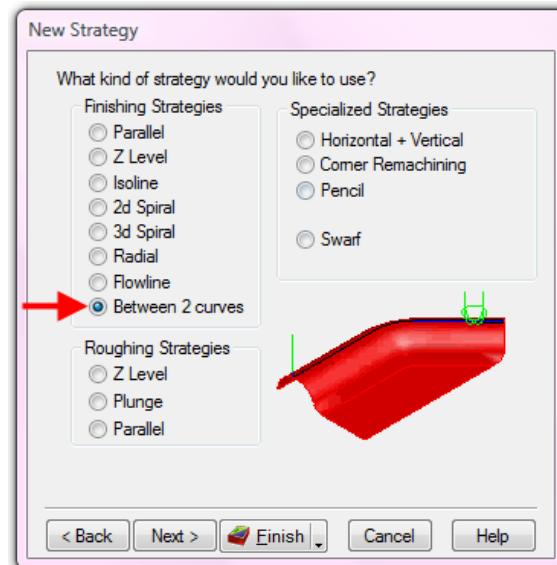 New Strategy
What kind of strategy would you like to use?
Finishing Strategies
Parallel
Z Level
Isoline
2d Spiral
3d Spiral
Radial
Flowline
Between 2 curves
Roughing Strategies
Z Level
Plunge
Parallel
Specialized Strategies
Horizontal + Vertical
Corner Remachining
Pencil
Swarf
< Back
Next >
Finish
Cancel
Help